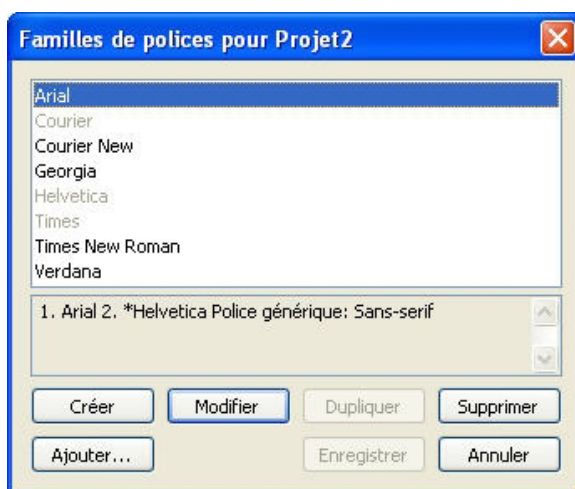 Familles de polices pour Projet2
Arial
Courier
Courier New
Georgia
Helvetica
Times
Times New Roman
Verdana
1. Arial 2. *Helvetica Police générique: Sans-serif
Créer Modifier Dupliquer Supprimer
Ajouter... Enregistrer Annuler